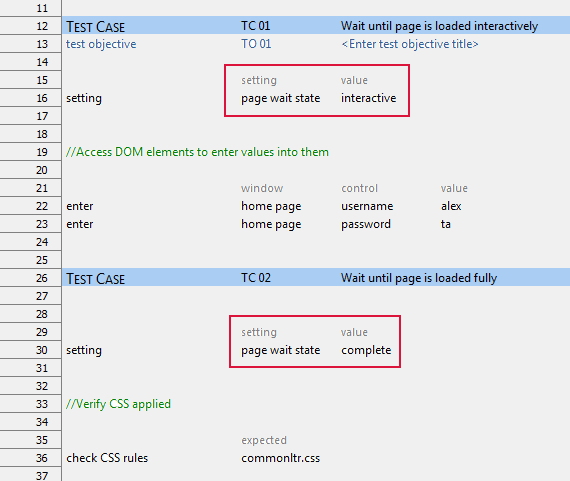 11
12 TEST CASE TC 01 Wait until page is loaded interactively
13 test objective TO 01 <Enter test objective title>
14
15 setting value
16 setting page wait state interactive
17
18
19 //Access DOM elements to enter values into them
20
21 window control value
22 enter home page username alex
23 enter home page password ta
24
25
26 TEST CASE TC 02 Wait until page is loaded fully
27
28
29 setting value
30 setting page wait state complete
31
32
33 //Verify CSS applied
34
35 expected
36 check CSS rules commonltr.css
37